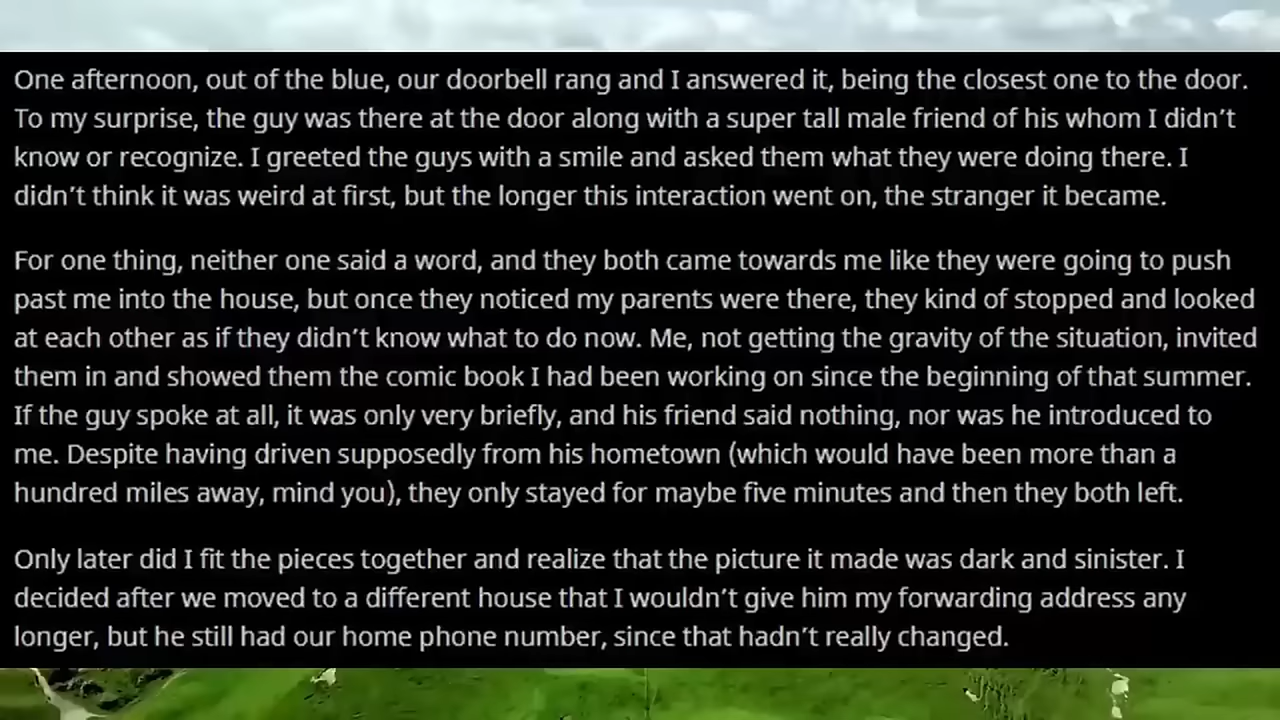 One afternoon, out of the blue, our doorbell rang and I answered it, being the closest one to the door.
To my surprise, the guy was there at the door along with a super tall male friend of his whom I didn’t
know or recognize. I greeted the guys with a smile and asked them what they were doing there. I
didn’t think it was weird at first, but the longer this interaction went on, the stranger it became.
For one thing, neither one said a word, and they both came towards me like they were going to push
past me into the house, but once they noticed my parents were there, they kind of stopped and looked
at each other as if they didn’t know what to do now. Me, not getting the gravity of the situation, invited
them in and showed them the comic book I had been working on since the beginning of that summer.
If the guy spoke at all, it was only very briefly, and his friend said nothing, nor was he introduced to
me. Despite having driven supposedly from his hometown (which would have been more than a
hundred miles away, mind you), they only stayed for maybe five minutes and then they both left.
Only later did I fit the pieces together and realize that the picture it made was dark and sinister. I
decided after we moved to a different house that I wouldn’t give him my forwarding address any
longer, but he still had our home phone number, since that hadn’t really changed.